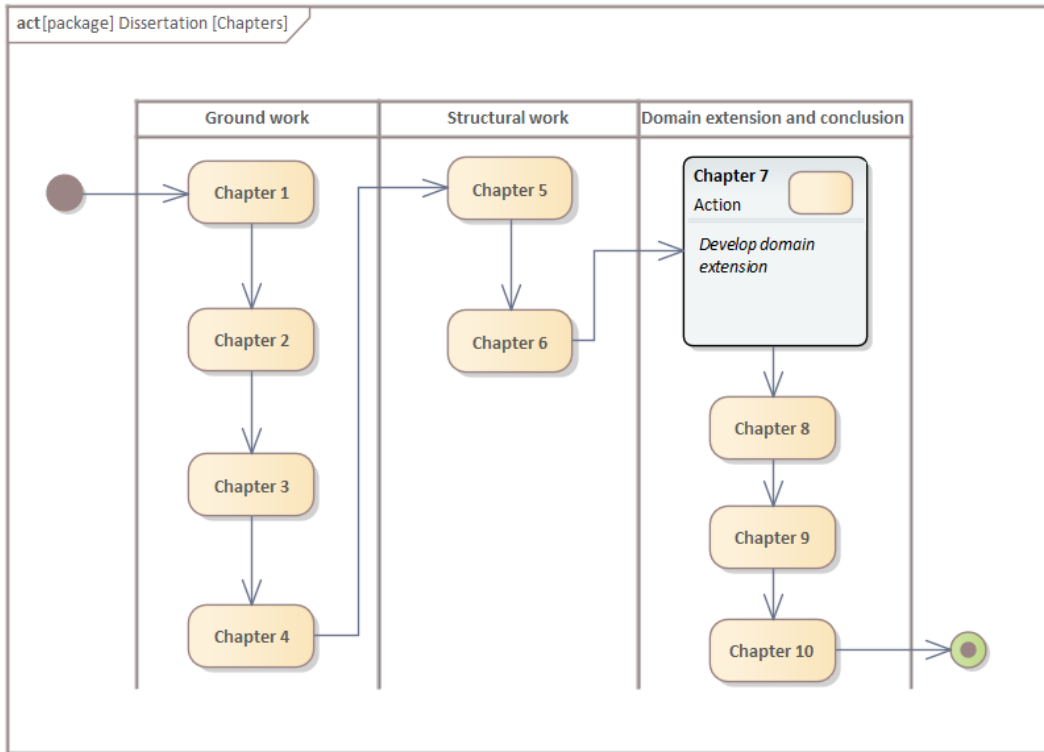 act [package] Dissertation [Chapters]
Ground work
Structural work
Domain extension and conclusion
Chapter 1
Chapter 2
Chapter 3
Chapter 4
Chapter 5
Chapter 6
Chapter 7
Action
Develop domain
extension
Chapter 8
Chapter 9
Chapter 10